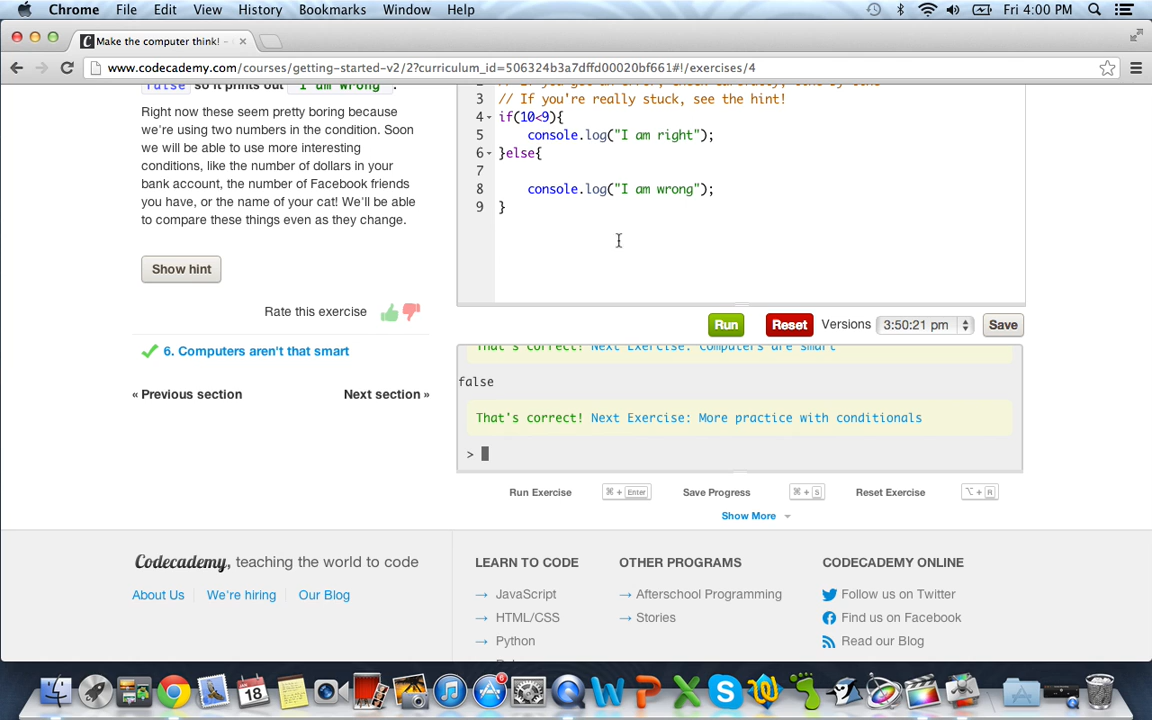 Chrome File Edit View History Bookmarks Window Help Fri 4:00 PM
Make the computer think! -
www.codecademy.com/courses/getting-started-v2/2?curriculum_id=506324b3a7dffd00020bf661#!/exercises/4
false so it prints out "I am wrong".
Right now these seem pretty boring because
we're using two numbers in the condition. Soon
we will be able to use more interesting
conditions, like the number of dollars in your
bank account, the number of Facebook friends
you have, or the name of your cat! We'll be able
to compare these things even as they change.
Show hint
Rate this exercise
6. Computers aren't that smart
« Previous section Next section »
3 // If you're really stuck, see the hint!
4 if(10<9){
5 console.log("I am right");
6 }else{
7
8 console.log("I am wrong");
9 }
Run Reset Versions 3:50:21 pm Save
That's correct! Next Exercise: Computers are smart
false
That's correct! Next Exercise: More practice with conditionals
>
Run Exercise ⌘ + Enter Save Progress ⌘ + S Reset Exercise ⌥ + R
Show More
Codecademy, teaching the world to code
About Us We're hiring Our Blog
LEARN TO CODE
→ JavaScript
→ HTML/CSS
→ Python
OTHER PROGRAMS
→ Afterschool Programming
→ Stories
CODECADEMY ONLINE
Follow us on Twitter
Find us on Facebook
Read our Blog
JAN
18
6